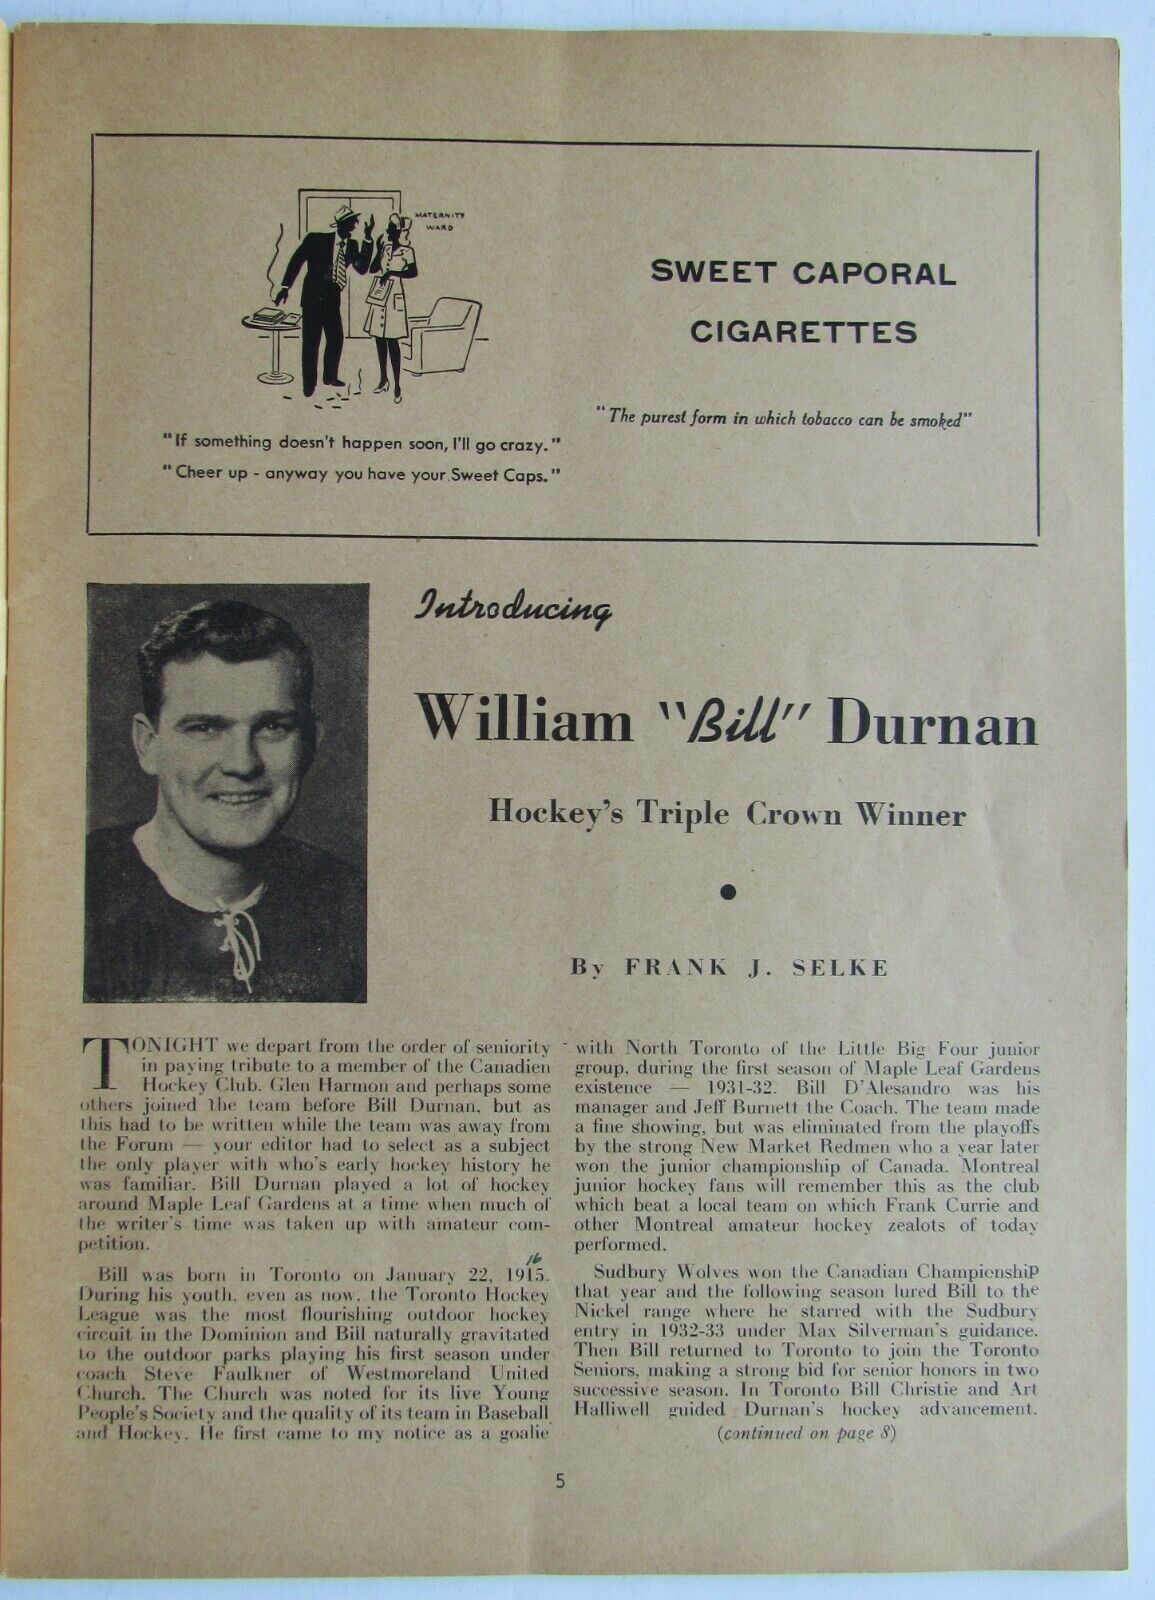 MATERNITY
WARD
"If something doesn't happen soon, I'll go crazy."
"Cheer up - anyway you have your Sweet Caps."
SWEET CAPORAL
CIGARETTES
"The purest form in which tobacco can be smoked"
Introducing
William "Bill" Durnan
Hockey's Triple Crown Winner
By FRANK J. SELKE
TONIGHT we depart from the order of seniority
in paying tribute to a member of the Canadien
Hockey Club. Glen Harmon and perhaps some
others joined the team before Bill Durnan, but as
this had to be written while the team was away from
the Forum — your editor had to select as a subject
the only player with who's early hockey history he
was familiar. Bill Durnan played a lot of hockey
around Maple Leaf Gardens at a time when much of
the writer's time was taken up with amateur com-
petition.
16
Bill was born in Toronto on January 22, 1915.
During his youth, even as now, the Toronto Hockey
League was the most flourishing outdoor hockey
circuit in the Dominion and Bill naturally gravitated
to the outdoor parks playing his first season under
coach Steve Faulkner of Westmoreland United
Church. The Church was noted for its live Young
People's Society and the quality of its team in Baseball
and Hockey. He first came to my notice as a goalie
with North Toronto of the Little Big Four junior
group, during the first season of Maple Leaf Gardens
existence — 1931-32. Bill D'Alesandro was his
manager and Jeff Burnett the Coach. The team made
a fine showing, but was eliminated from the playoffs
by the strong New Market Redmen who a year later
won the junior championship of Canada. Montreal
junior hockey fans will remember this as the club
which beat a local team on which Frank Currie and
other Montreal amateur hockey zealots of today
performed.
Sudbury Wolves won the Canadian Championship
that year and the following season lured Bill to the
Nickel range where he starred with the Sudbury
entry in 1932-33 under Max Silverman's guidance.
Then Bill returned to Toronto to join the Toronto
Seniors, making a strong bid for senior honors in two
successive season. In Toronto Bill Christie and Art
Halliwell guided Durnan's hockey advancement.
(continued on page 8)
5